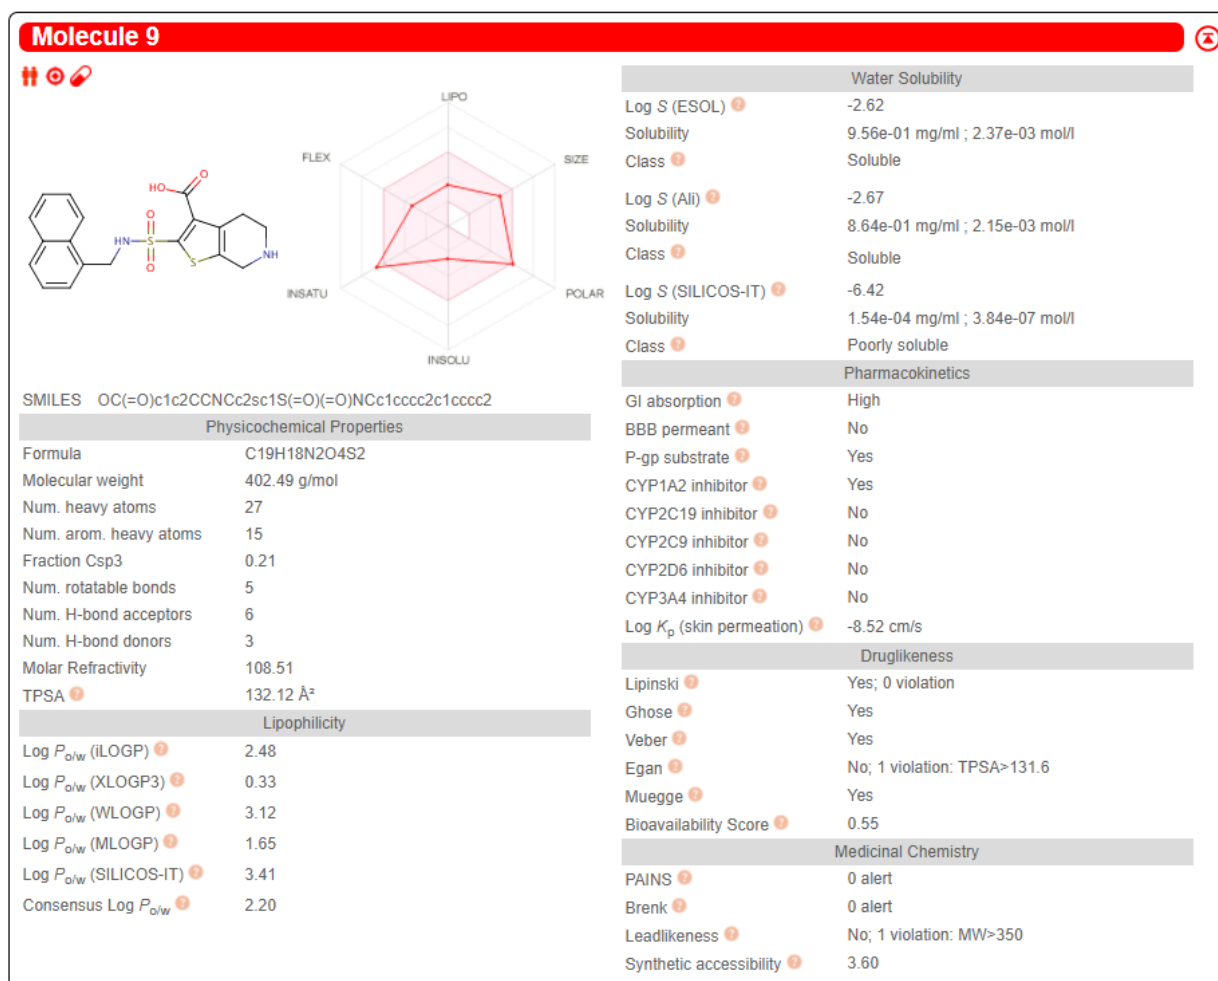 Molecule 9
LIPO
FLEX
SIZE
HO
O
O
HN
S
O
S
NH
INSATU
POLAR
INSOLU
SMILES OC(=O)c1c2CCNCc2sc1S(=O)(=O)NCc1cccc2c1cccc2
Physicochemical Properties
Formula C19H18N2O4S2
Molecular weight 402.49 g/mol
Num. heavy atoms 27
Num. arom. heavy atoms 15
Fraction Csp3 0.21
Num. rotatable bonds 5
Num. H-bond acceptors 6
Num. H-bond donors 3
Molar Refractivity 108.51
TPSA ? 132.12 Å²
Lipophilicity
Log Po/w (iLOGP) ? 2.48
Log Po/w (XLOGP3) ? 0.33
Log Po/w (WLOGP) ? 3.12
Log Po/w (MLOGP) ? 1.65
Log Po/w (SILICOS-IT) ? 3.41
Consensus Log Po/w ? 2.20
Water Solubility
Log S (ESOL) ? -2.62
Solubility 9.56e-01 mg/ml ; 2.37e-03 mol/l
Class ? Soluble
Log S (Ali) ? -2.67
Solubility 8.64e-01 mg/ml ; 2.15e-03 mol/l
Class ? Soluble
Log S (SILICOS-IT) ? -6.42
Solubility 1.54e-04 mg/ml ; 3.84e-07 mol/l
Class ? Poorly soluble
Pharmacokinetics
GI absorption ? High
BBB permeant ? No
P-gp substrate ? Yes
CYP1A2 inhibitor ? Yes
CYP2C19 inhibitor ? No
CYP2C9 inhibitor ? No
CYP2D6 inhibitor ? No
CYP3A4 inhibitor ? No
Log Kp (skin permeation) ? -8.52 cm/s
Druglikeness
Lipinski ? Yes; 0 violation
Ghose ? Yes
Veber ? Yes
Egan ? No; 1 violation: TPSA>131.6
Muegge ? Yes
Bioavailability Score ? 0.55
Medicinal Chemistry
PAINS ? 0 alert
Brenk ? 0 alert
Leadlikeness ? No; 1 violation: MW>350
Synthetic accessibility ? 3.60